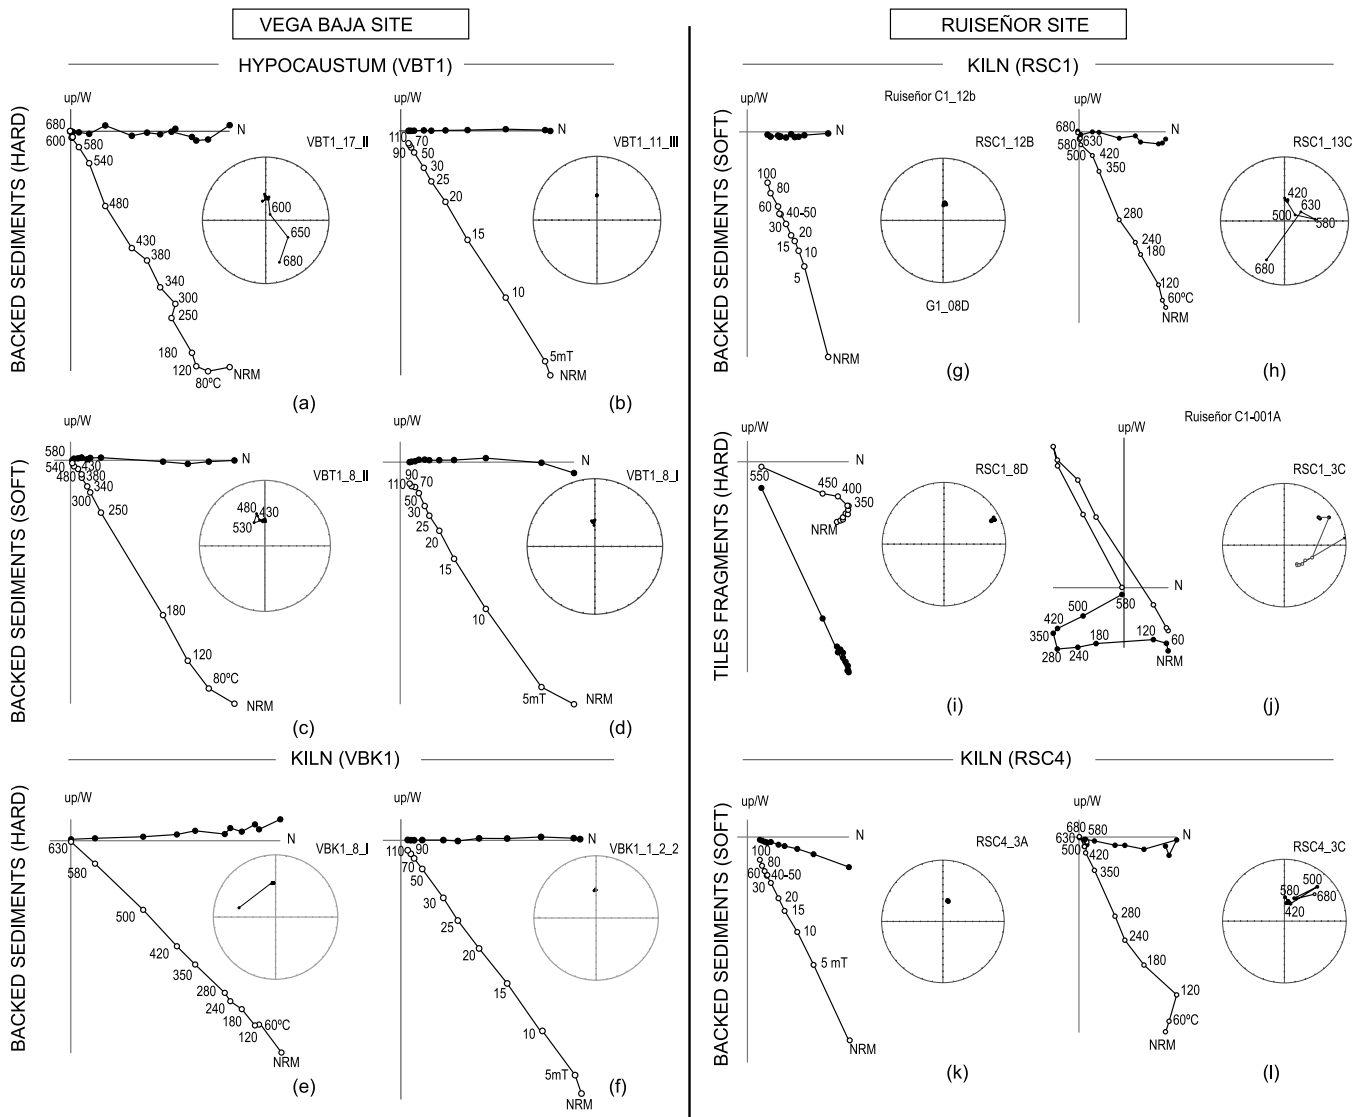 VEGA BAJA SITE
HYPOCAUSTUM (VBT1)
BACKED SEDIMENTS (HARD)
up/W
N
680
600
580
540
480
430
380
340
300
250
180
120
80ºC
NRM
VBT1_17_II
600
650
680
(a)
up/W
N
110
90
70
50
30
25
20
15
10
5mT
NRM
VBT1_11_III
(b)
BACKED SEDIMENTS (SOFT)
N
580
540
480
430
380
340
300
250
180
120
80ºC
NRM
VBT1_8_II
480
430
530
(c)
up/W
N
90
110
70
50
30
25
20
15
10
5mT
NRM
VBT1_8_I
(d)
KILN (VBK1)
BACKED SEDIMENTS (HARD)
up/W
N
630
580
500
420
350
280
240
180
120
60ºC
NRM
VBK1_8_I
(e)
up/W
N
110
90
70
50
30
25
20
15
10
5mT
NRM
VBK1_1_2_2
(f)
RUISEÑOR SITE
KILN (RSC1)
BACKED SEDIMENTS (SOFT)
up/W
Ruiseñor C1_12b
N
100
80
60
40-50
30
20
15
10
5
NRM
RSC1_12B
G1_08D
(g)
up/W
N
680
630
580
500
420
350
280
240
180
120
60ºC
NRM
RSC1_13C
420
630
500
580
680
(h)
TILES FRAGMENTS (HARD)
up/W
N
550
450
400
350
NRM
RSC1_8D
(i)
Ruiseñor C1-001A
up/W
N
580
500
420
350
280
240
180
120
60
NRM
RSC1_3C
(j)
KILN (RSC4)
BACKED SEDIMENTS (SOFT)
up/W
N
100
80
60
40-50
30
20
15
10
5 mT
NRM
RSC4_3A
(k)
up/W
N
680
630
580
500
420
350
280
240
180
120
60ºC
NRM
RSC4_3C
500
580
680
420
(l)